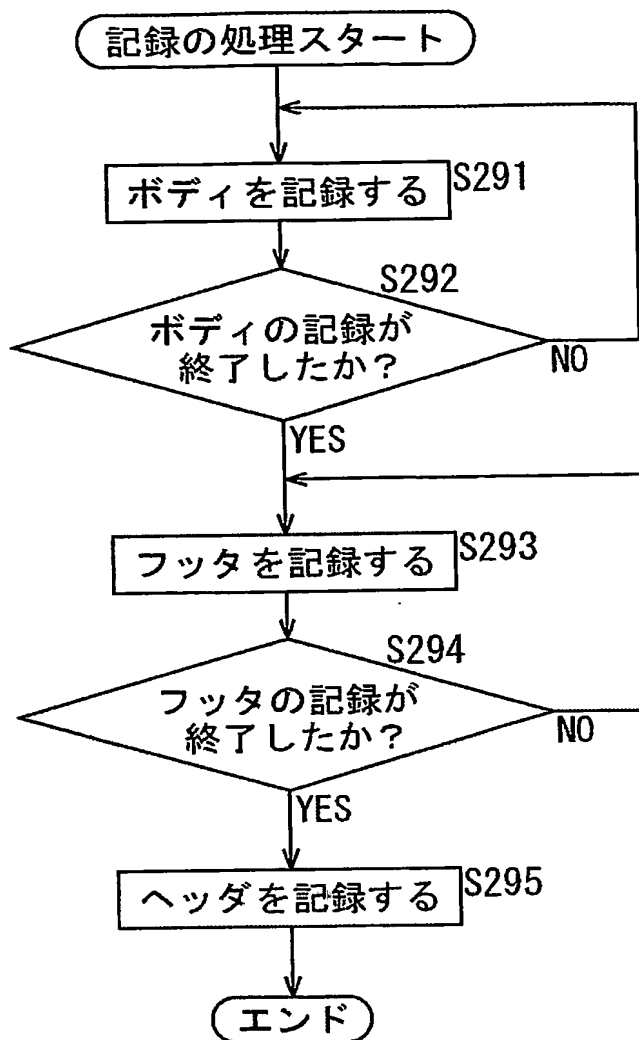 記録の処理スタート
ボディを記録する
S291
S292
ボディの記録が
終了したか?
NO
YES
フッタを記録する
S293
S294
フッタの記録が
終了したか?
NO
YES
ヘッダを記録する
S295
エンド